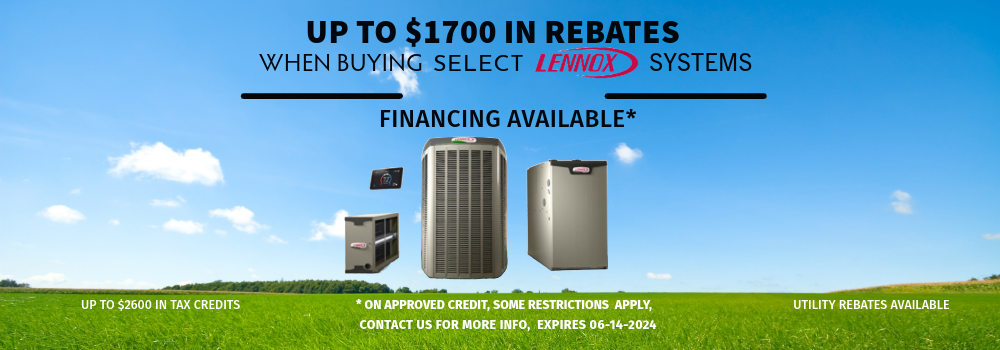 UP TO $1700 IN REBATES
WHEN BUYING SELECT LENNOX SYSTEMS
FINANCING AVAILABLE*
UP TO $2600 IN TAX CREDITS
* ON APPROVED CREDIT, SOME RESTRICTIONS APPLY,
CONTACT US FOR MORE INFO, EXPIRES 06-14-2024
UTILITY REBATES AVAILABLE